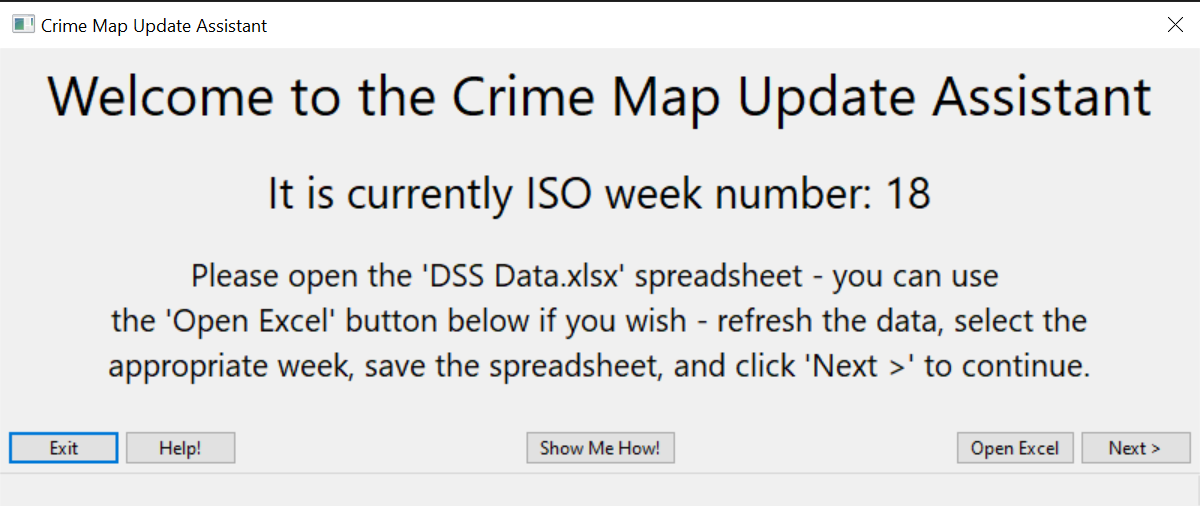 Crime Map Update Assistant
Welcome to the Crime Map Update Assistant
It is currently ISO week number: 18
Please open the 'DSS Data.xlsx' spreadsheet - you can use
the 'Open Excel' button below if you wish - refresh the data, select the
appropriate week, save the spreadsheet, and click 'Next >' to continue.
Exit Help! Show Me How! Open Excel Next >